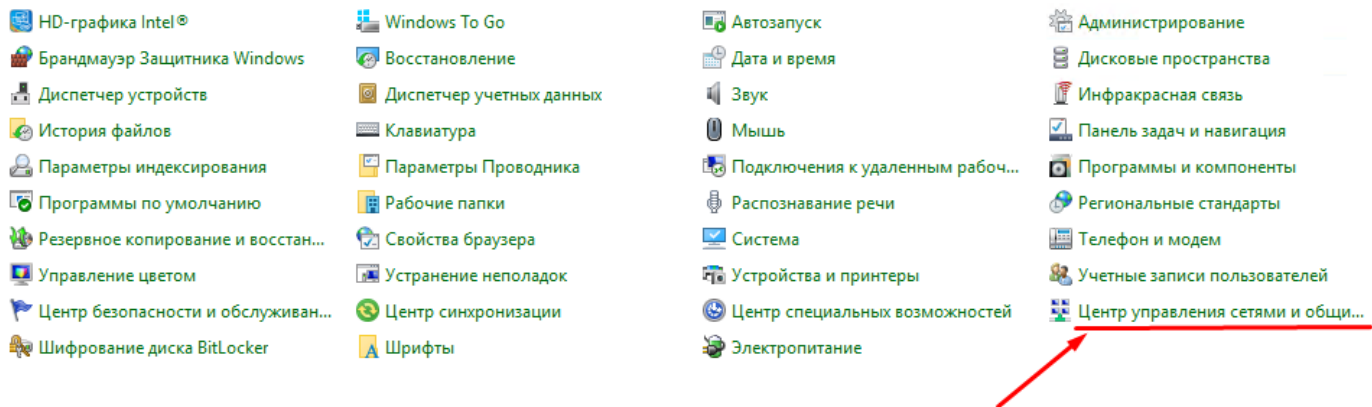 HD-графика Intel®
Windows To Go
Автозапуск
Администрирование
Брандмауэр Защитника Windows
Восстановление
Дата и время
Дисковые пространства
Диспетчер устройств
Диспетчер учетных данных
Звук
Инфракрасная связь
История файлов
Клавиатура
Мышь
Панель задач и навигация
Параметры индексирования
Параметры Проводника
Подключения к удаленным рабоч...
Программы и компоненты
Программы по умолчанию
Рабочие папки
Распознавание речи
Региональные стандарты
Резервное копирование и восстан...
Свойства браузера
Система
Телефон и модем
Управление цветом
Устранение неполадок
Устройства и принтеры
Учетные записи пользователей
Центр безопасности и обслуживан...
Центр синхронизации
Центр специальных возможностей
Центр управления сетями и общи...
Шифрование диска BitLocker
Шрифты
Электропитание